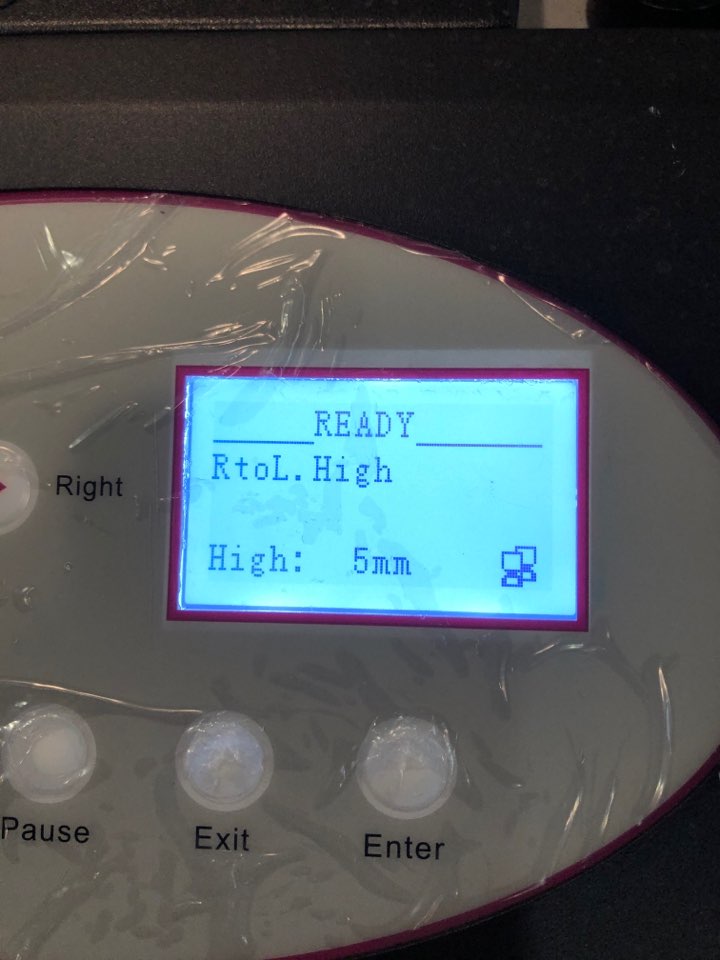 READY
RtoL.High
Right
High: 5mm
Pause
Exit
Enter